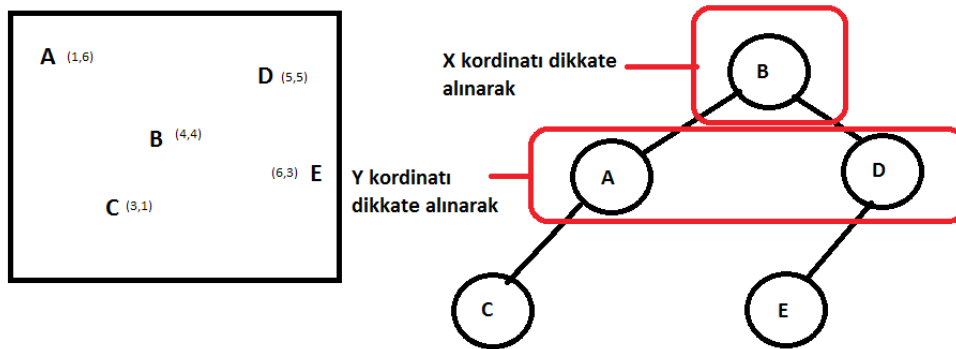 A (1,6)
D (5,5)
B (4,4)
(6,3) E
C (3,1)
X kordinatı dikkate
alınarak
B
Y kordinatı
dikkate alınarak
A
D
C
E